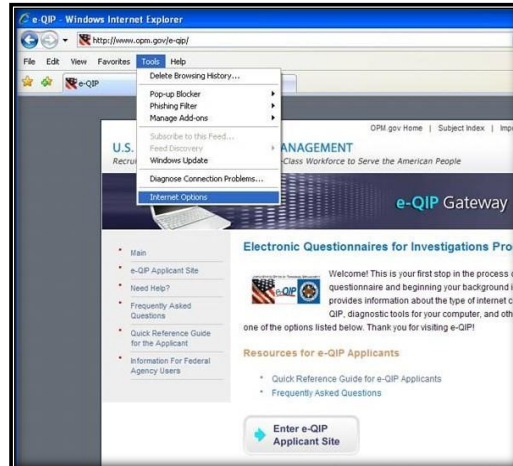 e-QIP - Windows Internet Explorer
http://www.opm.gov/e-qip/
File Edit View Favorites Tools Help
e-QIP
Delete Browsing History...
Pop-up Blocker
Phishing Filter
Manage Add-ons
Subscribe to this Feed...
Feed Discovery
Windows Update
Diagnose Connection Problems...
Internet Options
OPM.gov Home | Subject Index | Imp
U.S. ANAGEMENT
Recrui -Class Workforce to Serve the American People
e-QIP Gateway
Main
e-QIP Applicant Site
Need Help?
Frequently Asked
Questions
Quick Reference Guide
for the Applicant
Information For Federal
Agency Users
Electronic Questionnaires for Investigations Pro
e-QIP
Welcome! This is your first stop in the process o
questionnaire and beginning your background i
provides information about the type of internet c
QIP, diagnostic tools for your computer, and oth
one of the options listed below. Thank you for visiting e-QIP!
Resources for e-QIP Applicants
Quick Reference Guide for e-QIP Applicants
Frequently Asked Questions
Enter e-QIP
Applicant Site